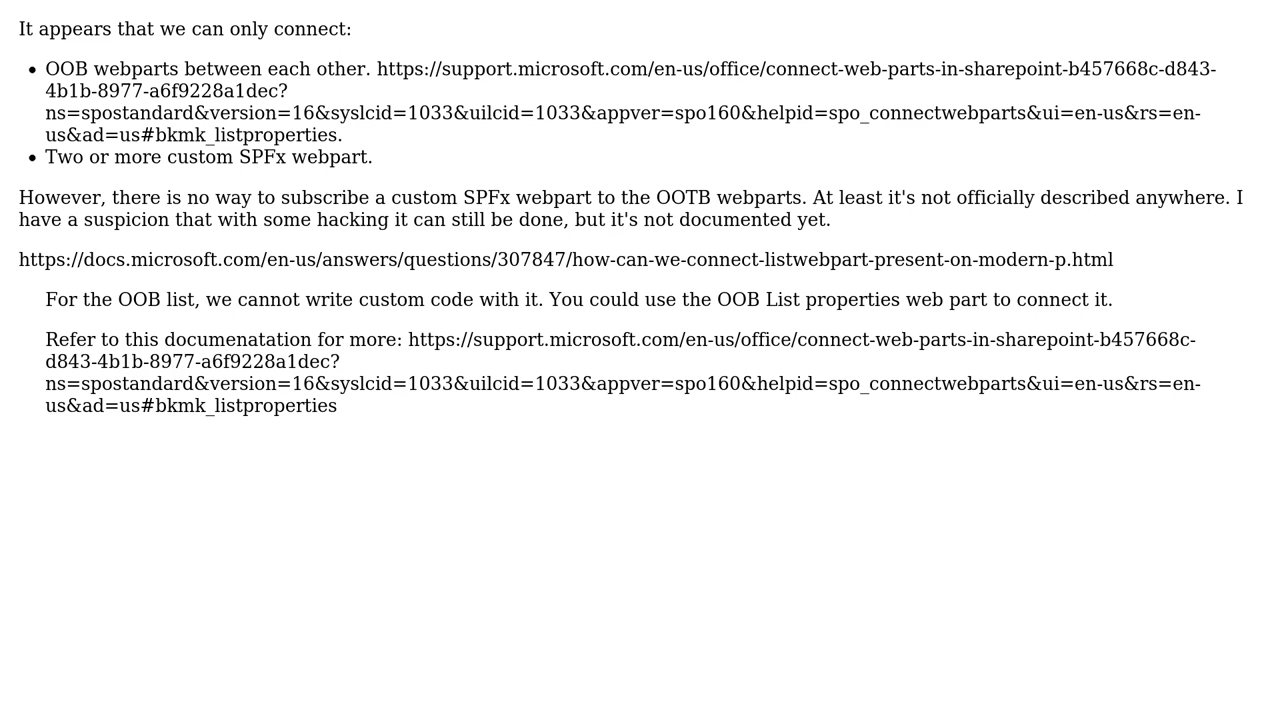 It appears that we can only connect:
OOB webparts between each other. https://support.microsoft.com/en-us/office/connect-web-parts-in-sharepoint-b457668c-d843-
4b1b-8977-a6f9228a1dec?
ns=spostandard&version=16&syslcid=1033&uilcid=1033&appver=spo160&helpid=spo_connectwebparts&ui=en-us&rs=en-
us&ad=us#bkmk_listproperties.
Two or more custom SPFx webpart.
However, there is no way to subscribe a custom SPFx webpart to the OOTB webparts. At least it's not officially described anywhere. I
have a suspicion that with some hacking it can still be done, but it's not documented yet.
https://docs.microsoft.com/en-us/answers/questions/307847/how-can-we-connect-listwebpart-present-on-modern-p.html
For the OOB list, we cannot write custom code with it. You could use the OOB List properties web part to connect it.
Refer to this documenatation for more: https://support.microsoft.com/en-us/office/connect-web-parts-in-sharepoint-b457668c-
d843-4b1b-8977-a6f9228a1dec?
ns=spostandard&version=16&syslcid=1033&uilcid=1033&appver=spo160&helpid=spo_connectwebparts&ui=en-us&rs=en-
us&ad=us#bkmk_listproperties